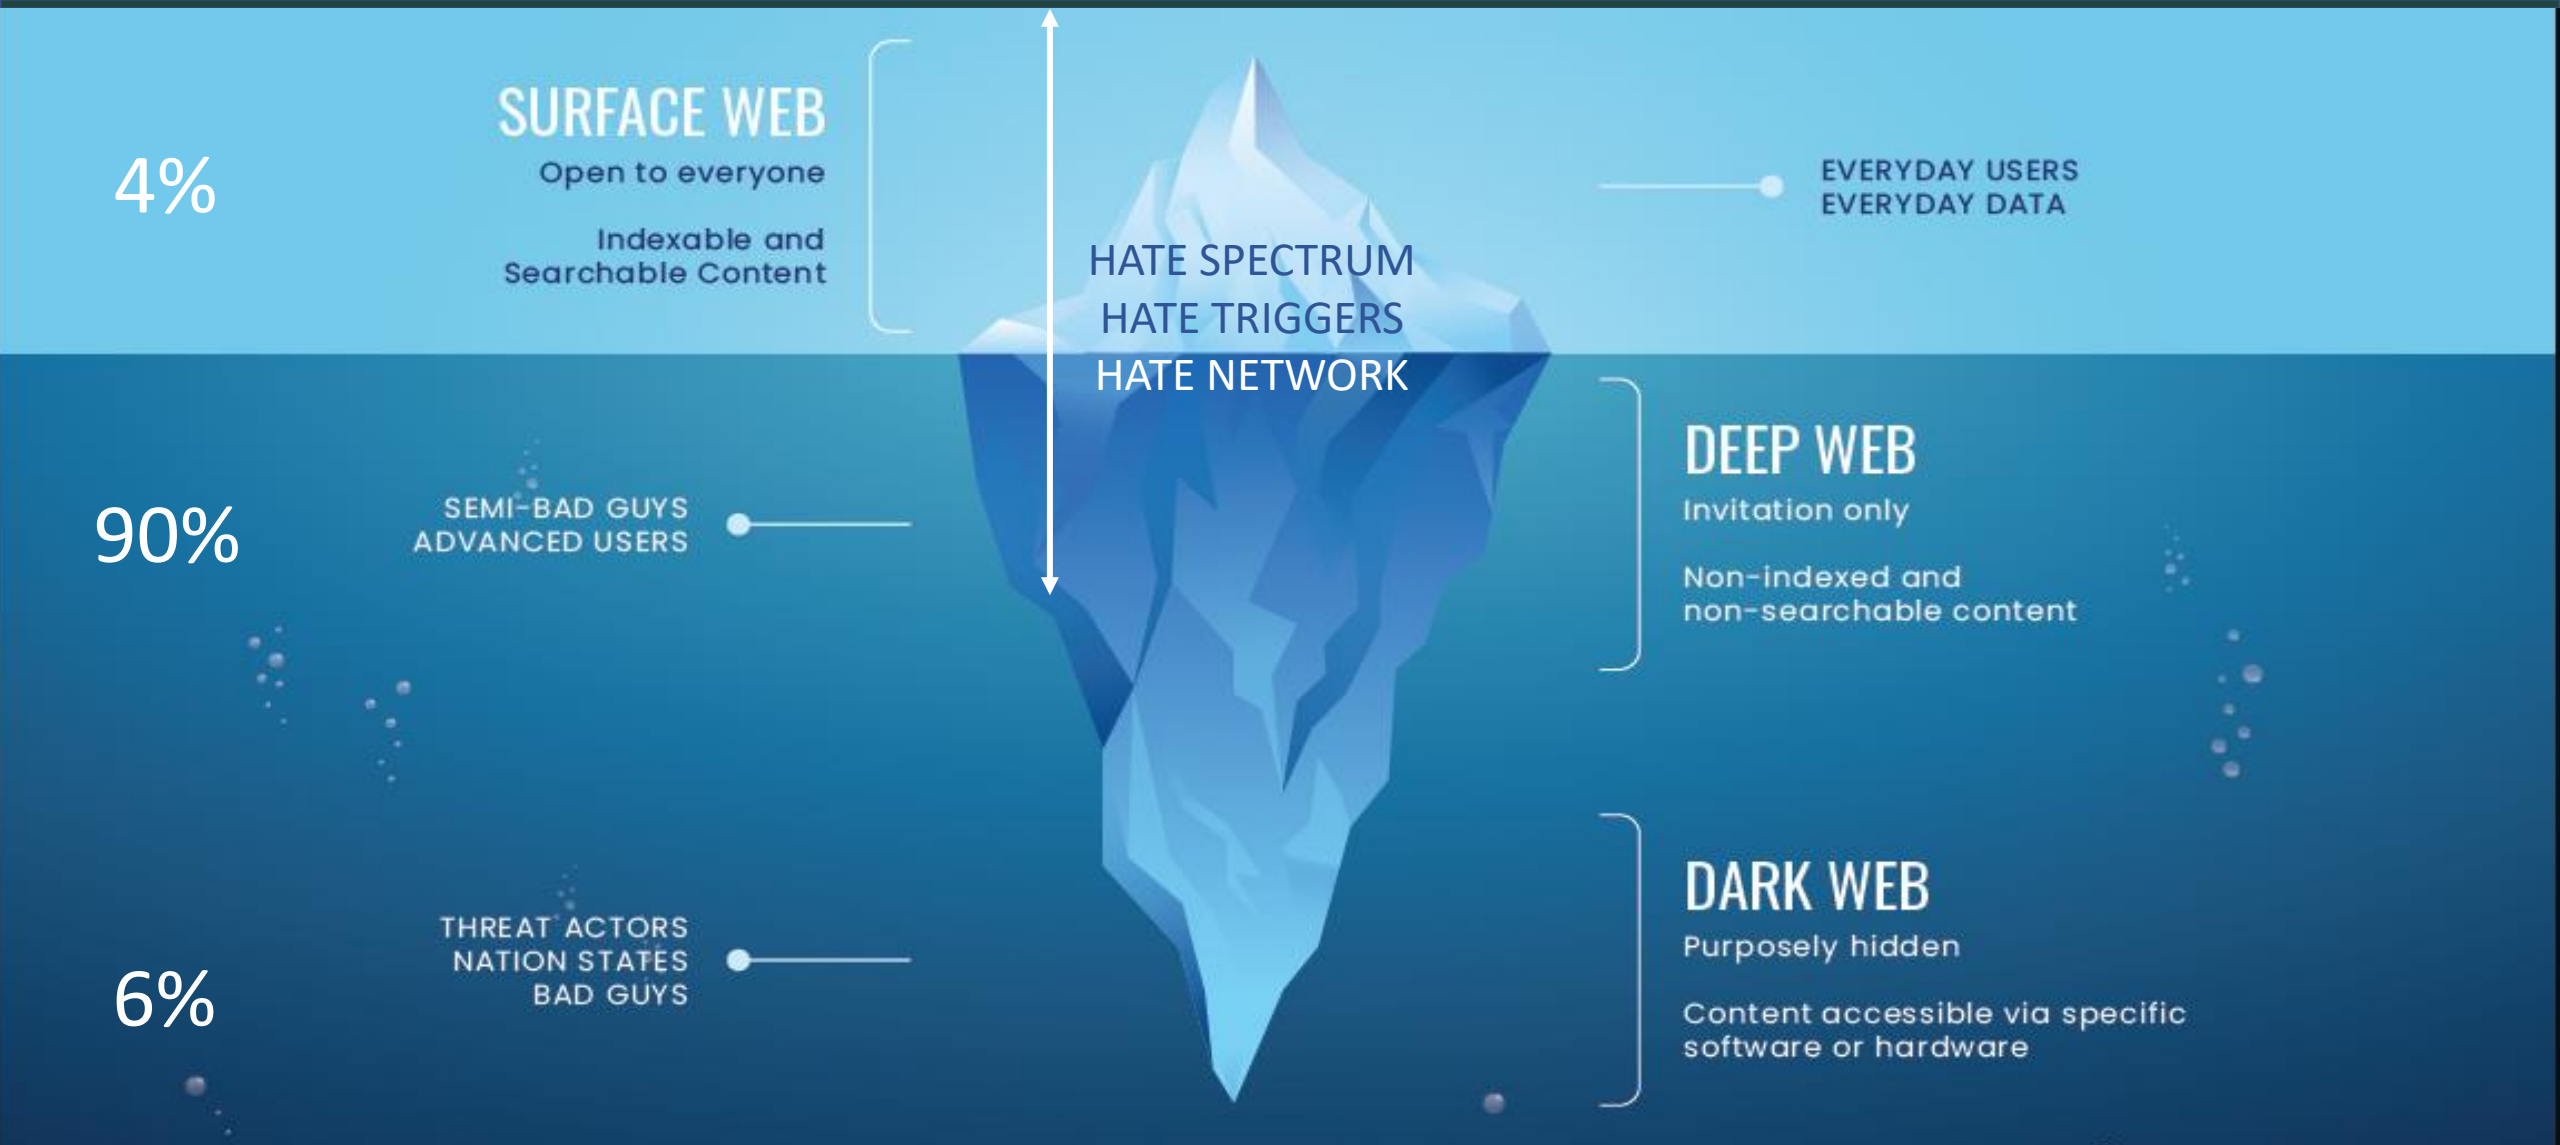 4%
SURFACE WEB
Open to everyone
Indexable and
Searchable Content
EVERYDAY USERS
EVERYDAY DATA
HATE SPECTRUM
HATE TRIGGERS
HATE NETWORK
90%
SEMI-BAD GUYS
ADVANCED USERS
DEEP WEB
Invitation only
Non-indexed and
non-searchable content
6%
THREAT ACTORS
NATION STATES
BAD GUYS
DARK WEB
Purposely hidden
Content accessible via specific
software or hardware